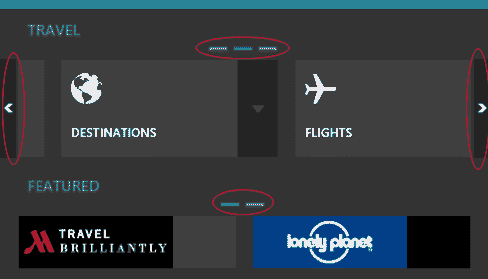 TRAVEL
DESTINATIONS
FLIGHTS
FEATURED
TRAVEL
BRILLIANTLY
lonely planet